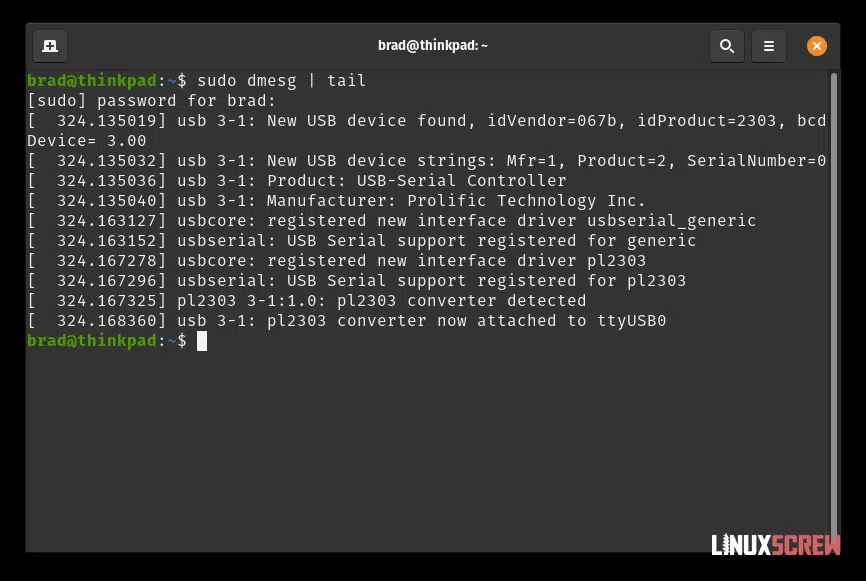 brad@thinkpad: ~
brad@thinkpad:~$ sudo dmesg | tail
[sudo] password for brad:
[  324.135019] usb 3-1: New USB device found, idVendor=067b, idProduct=2303, bcd
Device= 3.00
[  324.135032] usb 3-1: New USB device strings: Mfr=1, Product=2, SerialNumber=0
[  324.135036] usb 3-1: Product: USB-Serial Controller
[  324.135040] usb 3-1: Manufacturer: Prolific Technology Inc.
[  324.163127] usbcore: registered new interface driver usbserial_generic
[  324.163152] usbserial: USB Serial support registered for generic
[  324.167278] usbcore: registered new interface driver pl2303
[  324.167296] usbserial: USB Serial support registered for pl2303
[  324.167325] pl2303 3-1:1.0: pl2303 converter detected
[  324.168360] usb 3-1: pl2303 converter now attached to ttyUSB0
brad@thinkpad:~$
LINUXSCREW